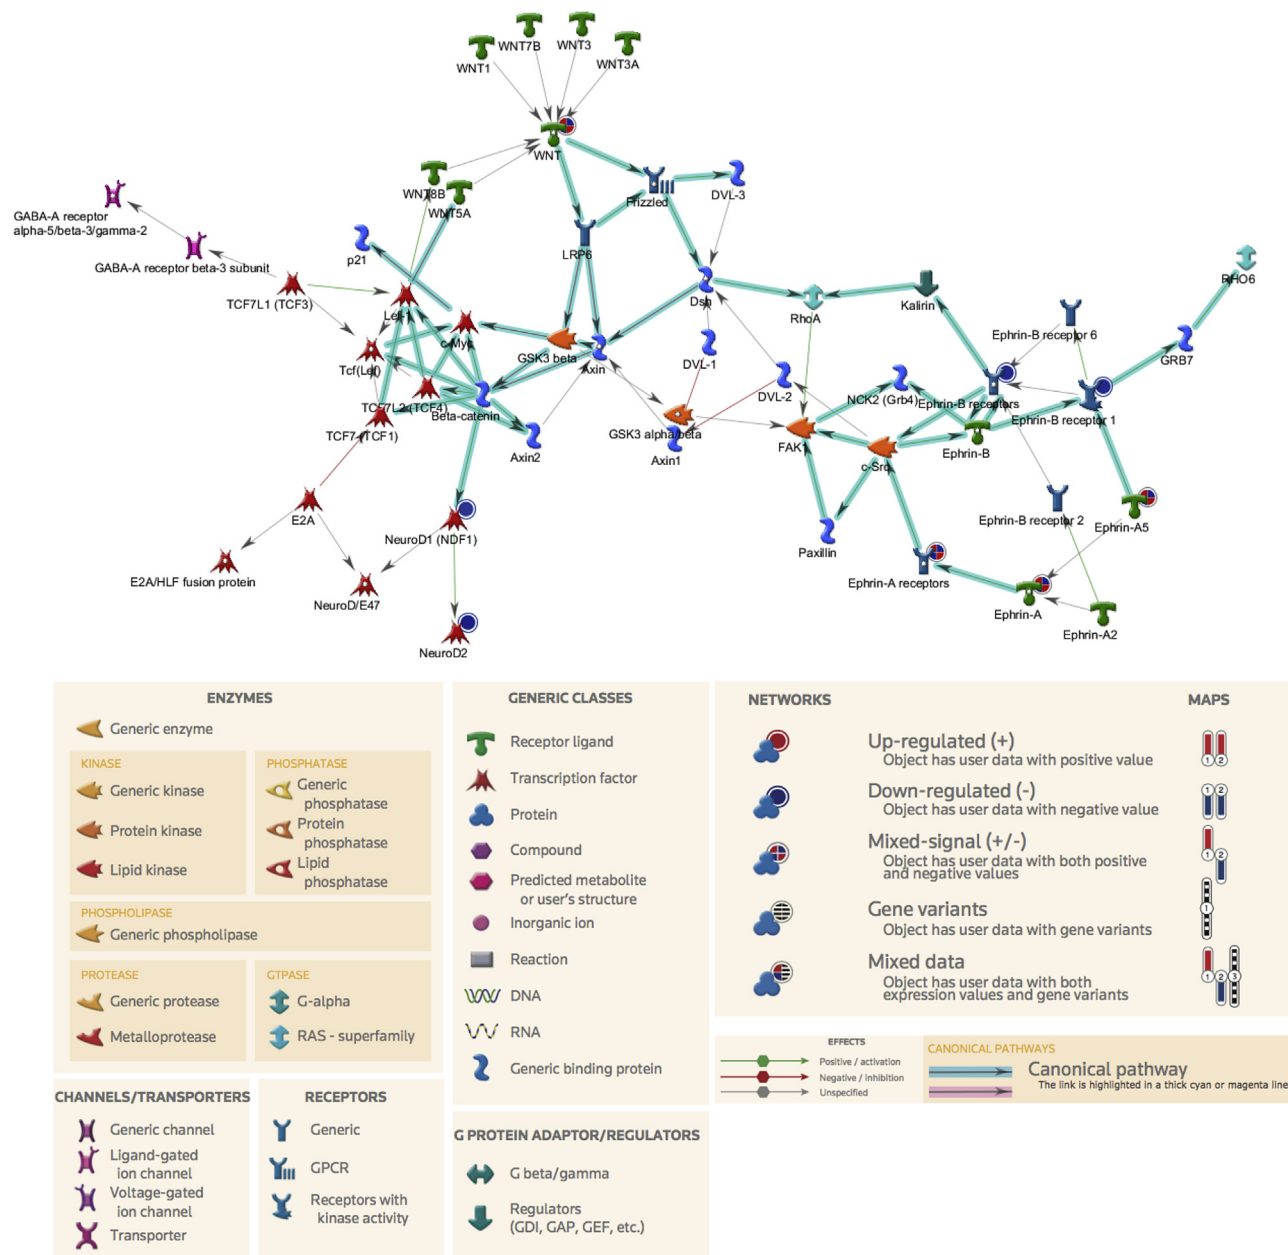 WNT7B
WNT3
WNT1
WNT3A
WNT
WNT8B
WNT5A
Frizzled
DVL-3
GABA-A receptor
alpha-5/beta-3/gamma-2
GABA-A receptor beta-3 subunit
p21
LRP6
TCF7L1 (TCF3)
Lef-1
Dsh
RhoA
Kalirin
RHO6
c-Myc
GSK3 beta
Axin
DVL-1
Ephrin-B receptor 6
GRB7
Tcf(Lef)
TCF7L2 (TCF4)
Beta-catenin
DVL-2
NCK2 (Grb4)
Ephrin-B receptors
Ephrin-B receptor 1
TCF7 (TCF1)
GSK3 alpha/beta
FAK1
Ephrin-B
Axin2
Axin1
c-Src
E2A
NeuroD1 (NDF1)
Ephrin-B receptor 2
Ephrin-A5
Paxillin
E2A/HLF fusion protein
Ephrin-A receptors
NeuroD/E47
Ephrin-A
Ephrin-A2
NeuroD2
ENZYMES
Generic enzyme
KINASE
Generic kinase
Protein kinase
Lipid kinase
PHOSPHATASE
Generic
phosphatase
Protein
phosphatase
Lipid
phosphatase
PHOSPHOLIPASE
Generic phospholipase
PROTEASE
Generic protease
Metalloprotease
GTPASE
G-alpha
RAS - superfamily
CHANNELS/TRANSPORTERS
Generic channel
Ligand-gated
ion channel
Voltage-gated
ion channel
Transporter
RECEPTORS
Generic
GPCR
Receptors with
kinase activity
GENERIC CLASSES
Receptor ligand
Transcription factor
Protein
Compound
Predicted metabolite
or user's structure
Inorganic ion
Reaction
DNA
RNA
Generic binding protein
G PROTEIN ADAPTOR/REGULATORS
G beta/gamma
Regulators
(GDI, GAP, GEF, etc.)
NETWORKS
MAPS
Up-regulated (+)
Object has user data with positive value
1 2
Down-regulated (-)
Object has user data with negative value
1 2
Mixed-signal (+/-)
Object has user data with both positive
and negative values
1 2
Gene variants
Object has user data with gene variants
1
Mixed data
Object has user data with both
expression values and gene variants
1 2 3
EFFECTS
Positive / activation
Negative / inhibition
Unspecified
CANONICAL PATHWAYS
Canonical pathway
The link is highlighted in a thick cyan or magenta line